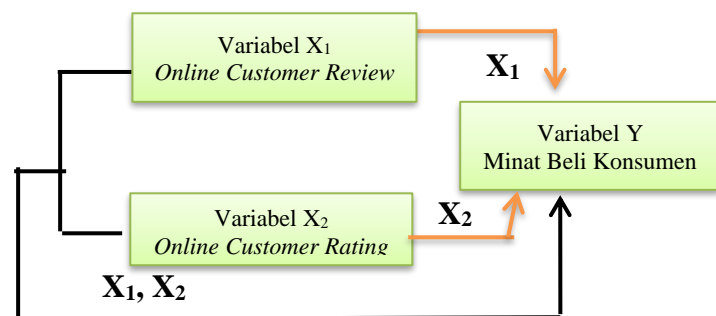 Variabel X₁
Online Customer Review
X₁
Variabel Y
Minat Beli Konsumen
Variabel X₂
Online Customer Rating
X₂
X₁, X₂